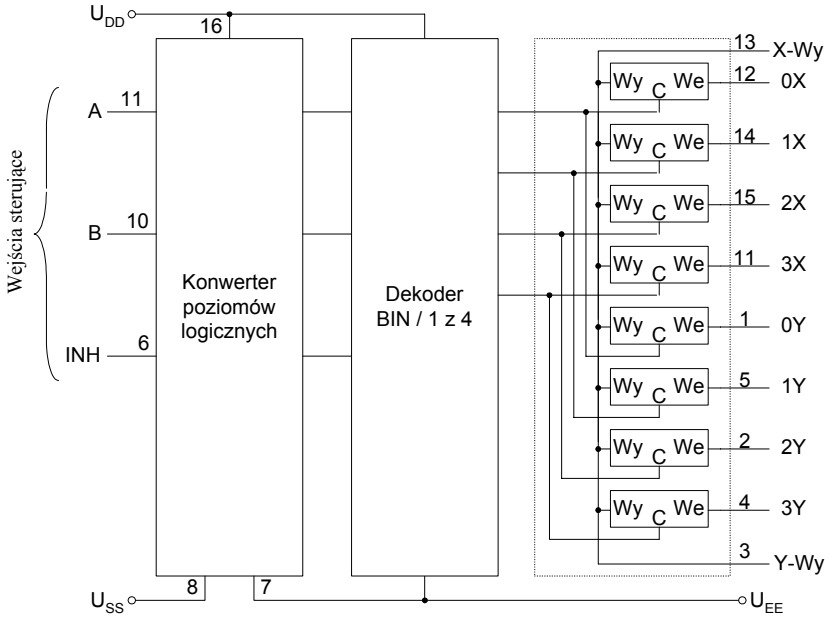 U_DD
16
Wejścia sterujące
A 11
B 10
INH 6
Konwerter
poziomów
logicznych
Dekoder
BIN / 1 z 4
13 X-Wy
Wy C We 12 0X
Wy C We 14 1X
Wy C We 15 2X
Wy C We 11 3X
Wy C We 1 0Y
Wy C We 5 1Y
Wy C We 2 2Y
Wy C We 4 3Y
3 Y-Wy
U_SS 8 7 U_EE